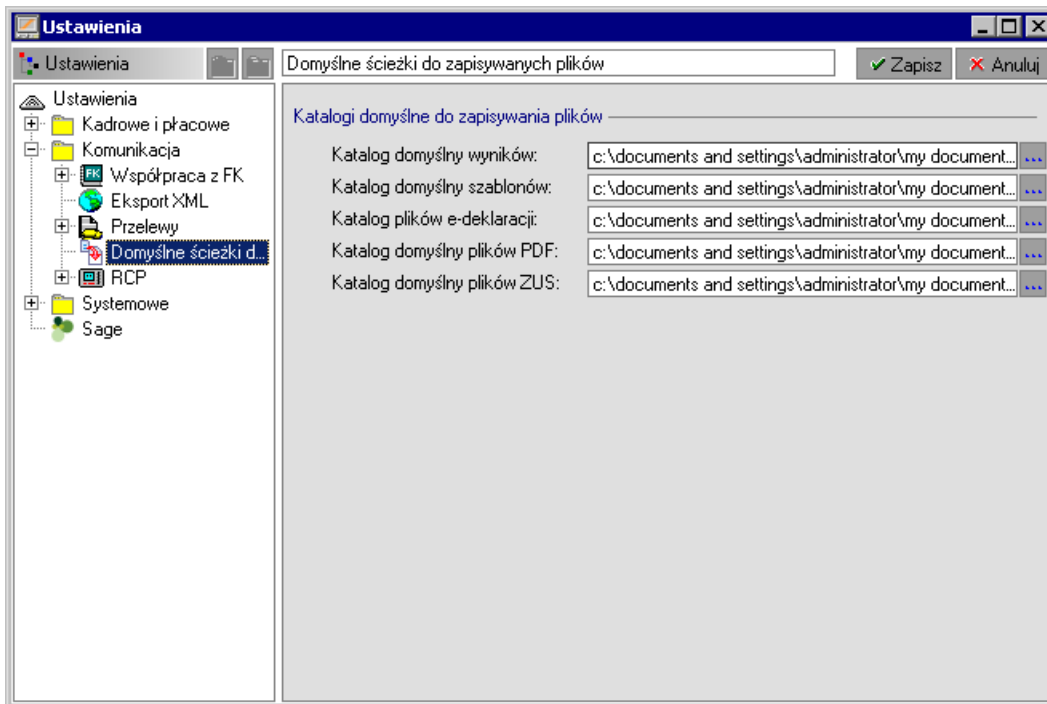 Ustawienia
Ustawienia
Domyślne ścieżki do zapisywanych plików
Zapisz
Anuluj
Ustawienia
Kadrowe i płacowe
Komunikacja
FK
Współpraca z FK
Eksport XML
Przelewy
Domyślne ścieżki d...
RCP
Systemowe
Sage
Katalogi domyślne do zapisywania plików
Katalog domyślny wyników: c:\documents and settings\administrator\my document... ...
Katalog domyślny szablonów: c:\documents and settings\administrator\my document... ...
Katalog plików e-deklaracji: c:\documents and settings\administrator\my document... ...
Katalog domyślny plików PDF: c:\documents and settings\administrator\my document... ...
Katalog domyślny plików ZUS: c:\documents and settings\administrator\my document... ...